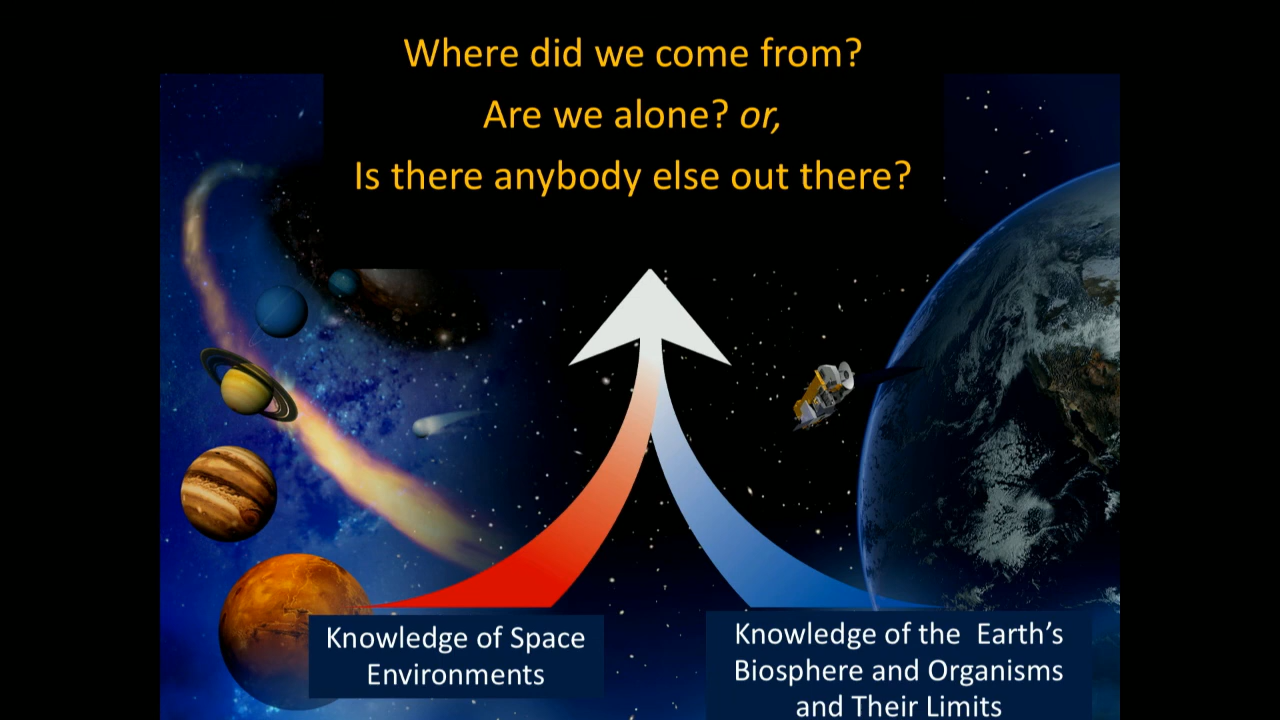 Where did we come from?
Are we alone? or,
Is there anybody else out there?
Knowledge of Space
Environments
Knowledge of the  Earth’s
Biosphere and Organisms
and Their Limits